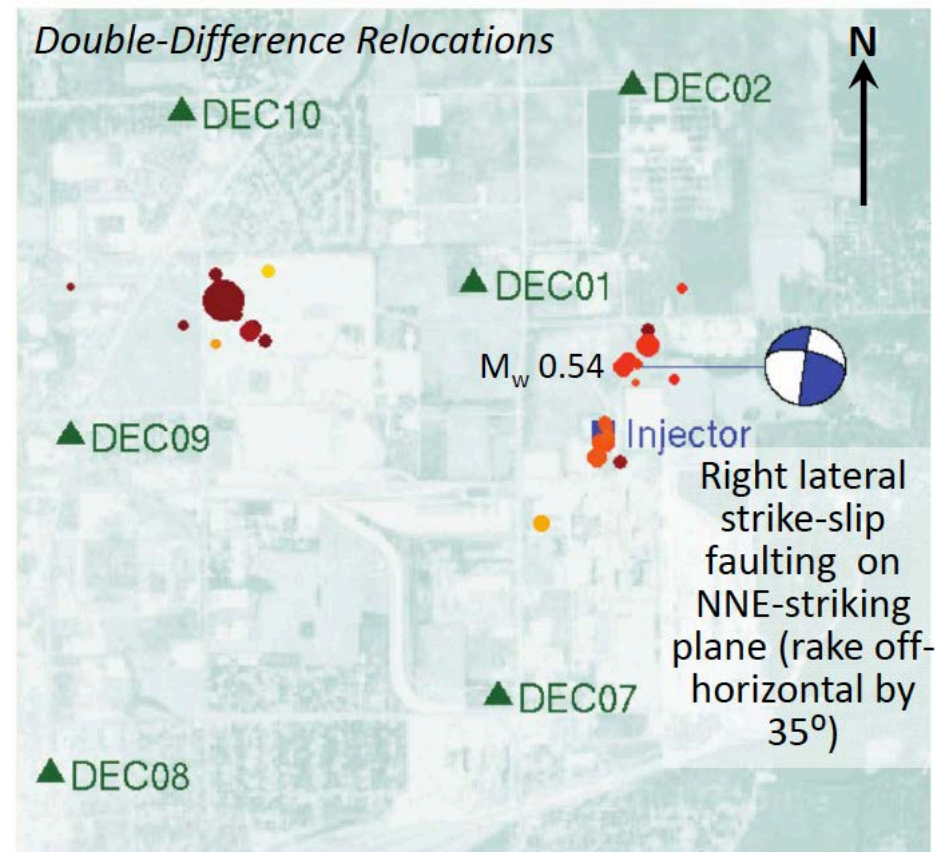 Double-Difference Relocations
N
DEC02
DEC10
DEC01
M_w 0.54
DEC09
Injector
Right lateral
strike-slip
faulting on
NNE-striking
plane (rake off-
horizontal by
35º)
DEC07
DEC08